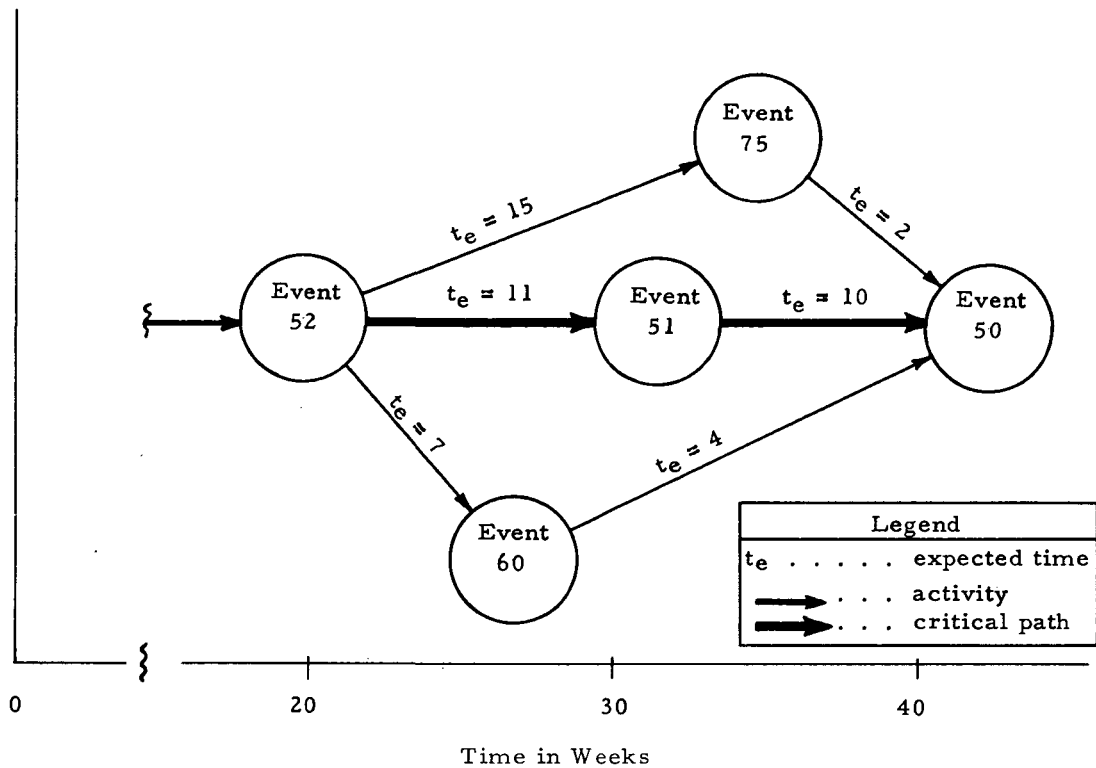 Event
75
t_e = 15
t_e = 2
Event
52
t_e = 11
Event
51
t_e = 10
Event
50
t_e = 7
t_e = 4
Event
60
Legend
t_e . . . . . . expected time
. . . activity
. . . critical path
0 20 30 40
Time in Weeks